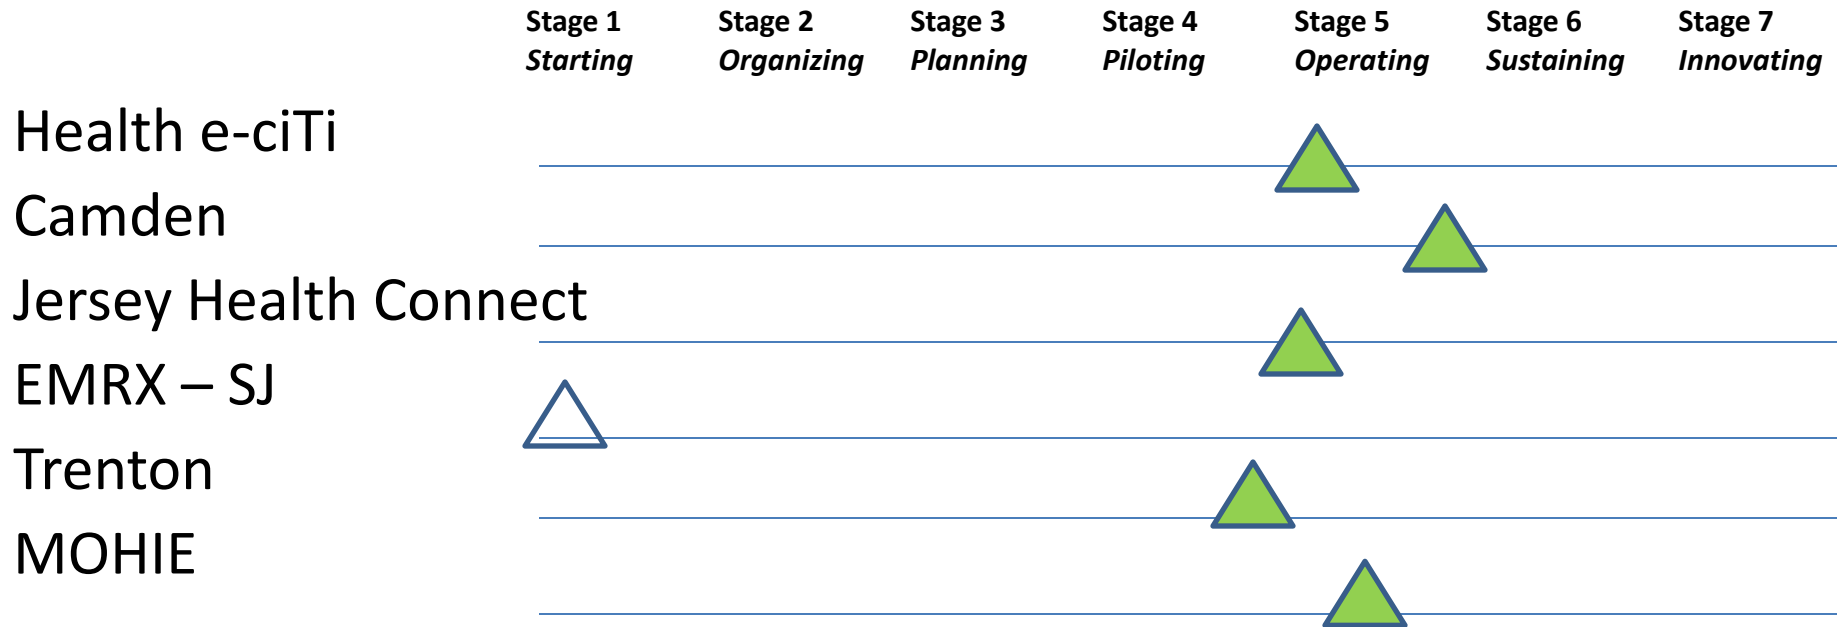 Stage 1 Stage 2 Stage 3 Stage 4 Stage 5 Stage 6 Stage 7
Starting Organizing Planning Piloting Operating Sustaining Innovating
Health e-ciTi
Camden
Jersey Health Connect
EMRX – SJ
Trenton
MOHIE